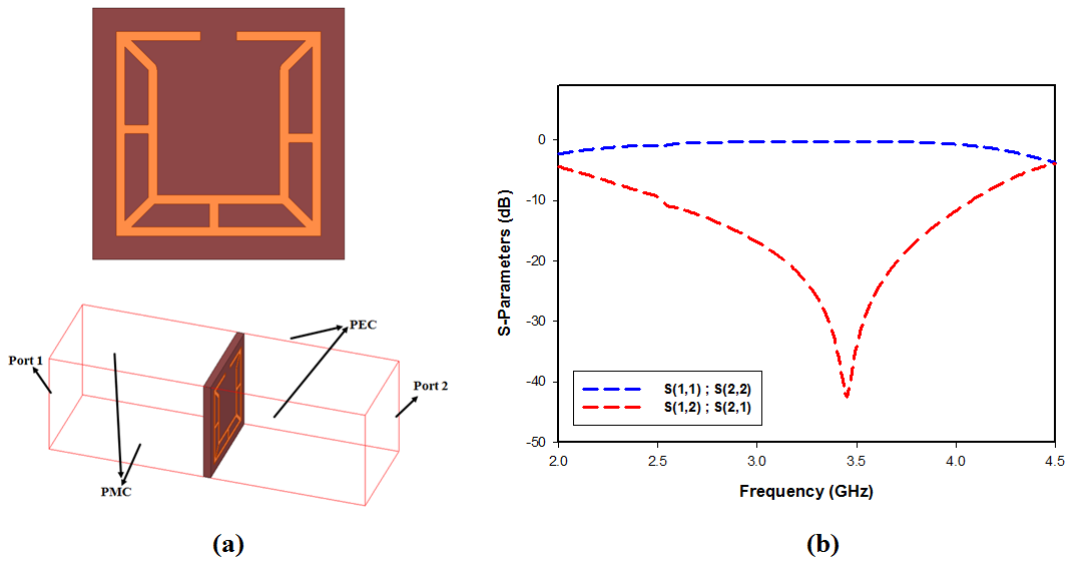 PEC
Port 1
Port 2
PMC
(a)
S-Parameters (dB)
0
-10
-20
-30
-40
-50
S(1,1) ; S(2,2)
S(1,2) ; S(2,1)
2.0 2.5 3.0 3.5 4.0 4.5
Frequency (GHz)
(b)